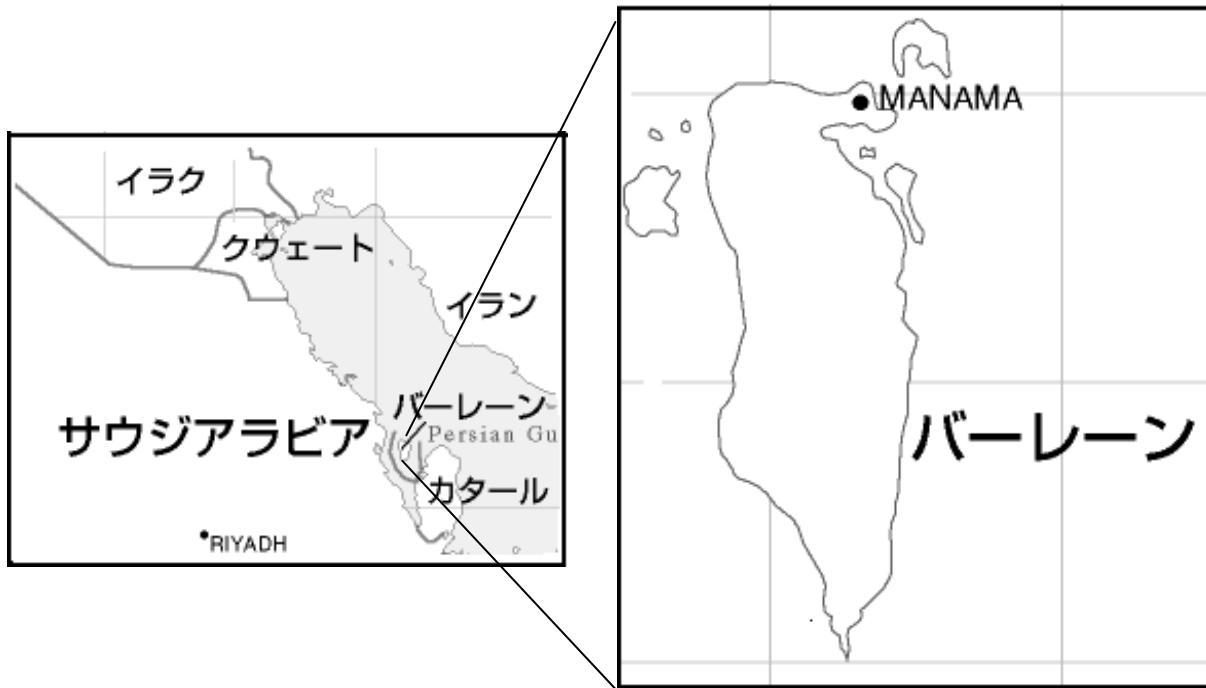 イラク
クウェート
イラン
バーレーン
Persian Gu
サウジアラビア
カタール
RIYADH
MANAMA
バーレーン